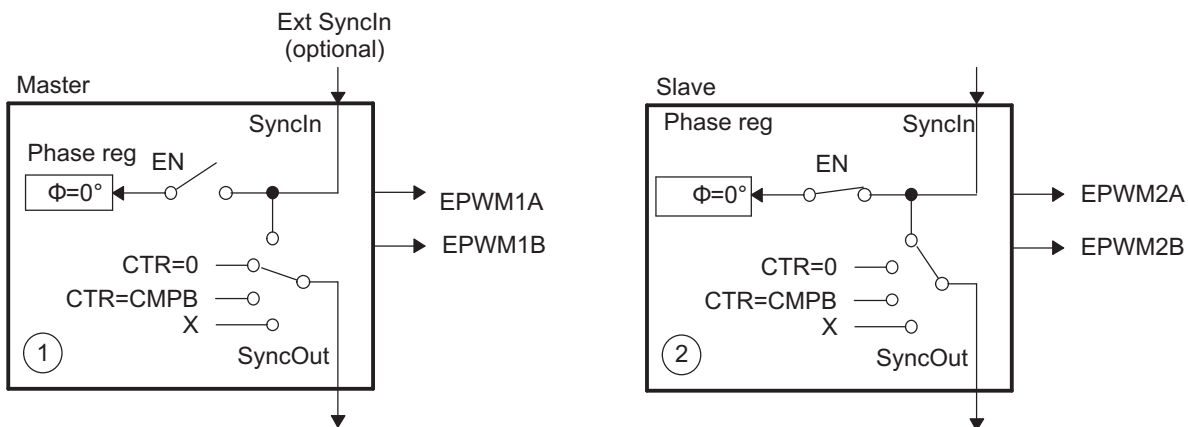 Ext SyncIn
(optional)
Master
SyncIn
Phase reg
EN
Φ=0°
EPWM1A
EPWM1B
CTR=0
CTR=CMPB
X
1
SyncOut
Slave
Phase reg
SyncIn
EN
Φ=0°
EPWM2A
EPWM2B
CTR=0
CTR=CMPB
X
2
SyncOut